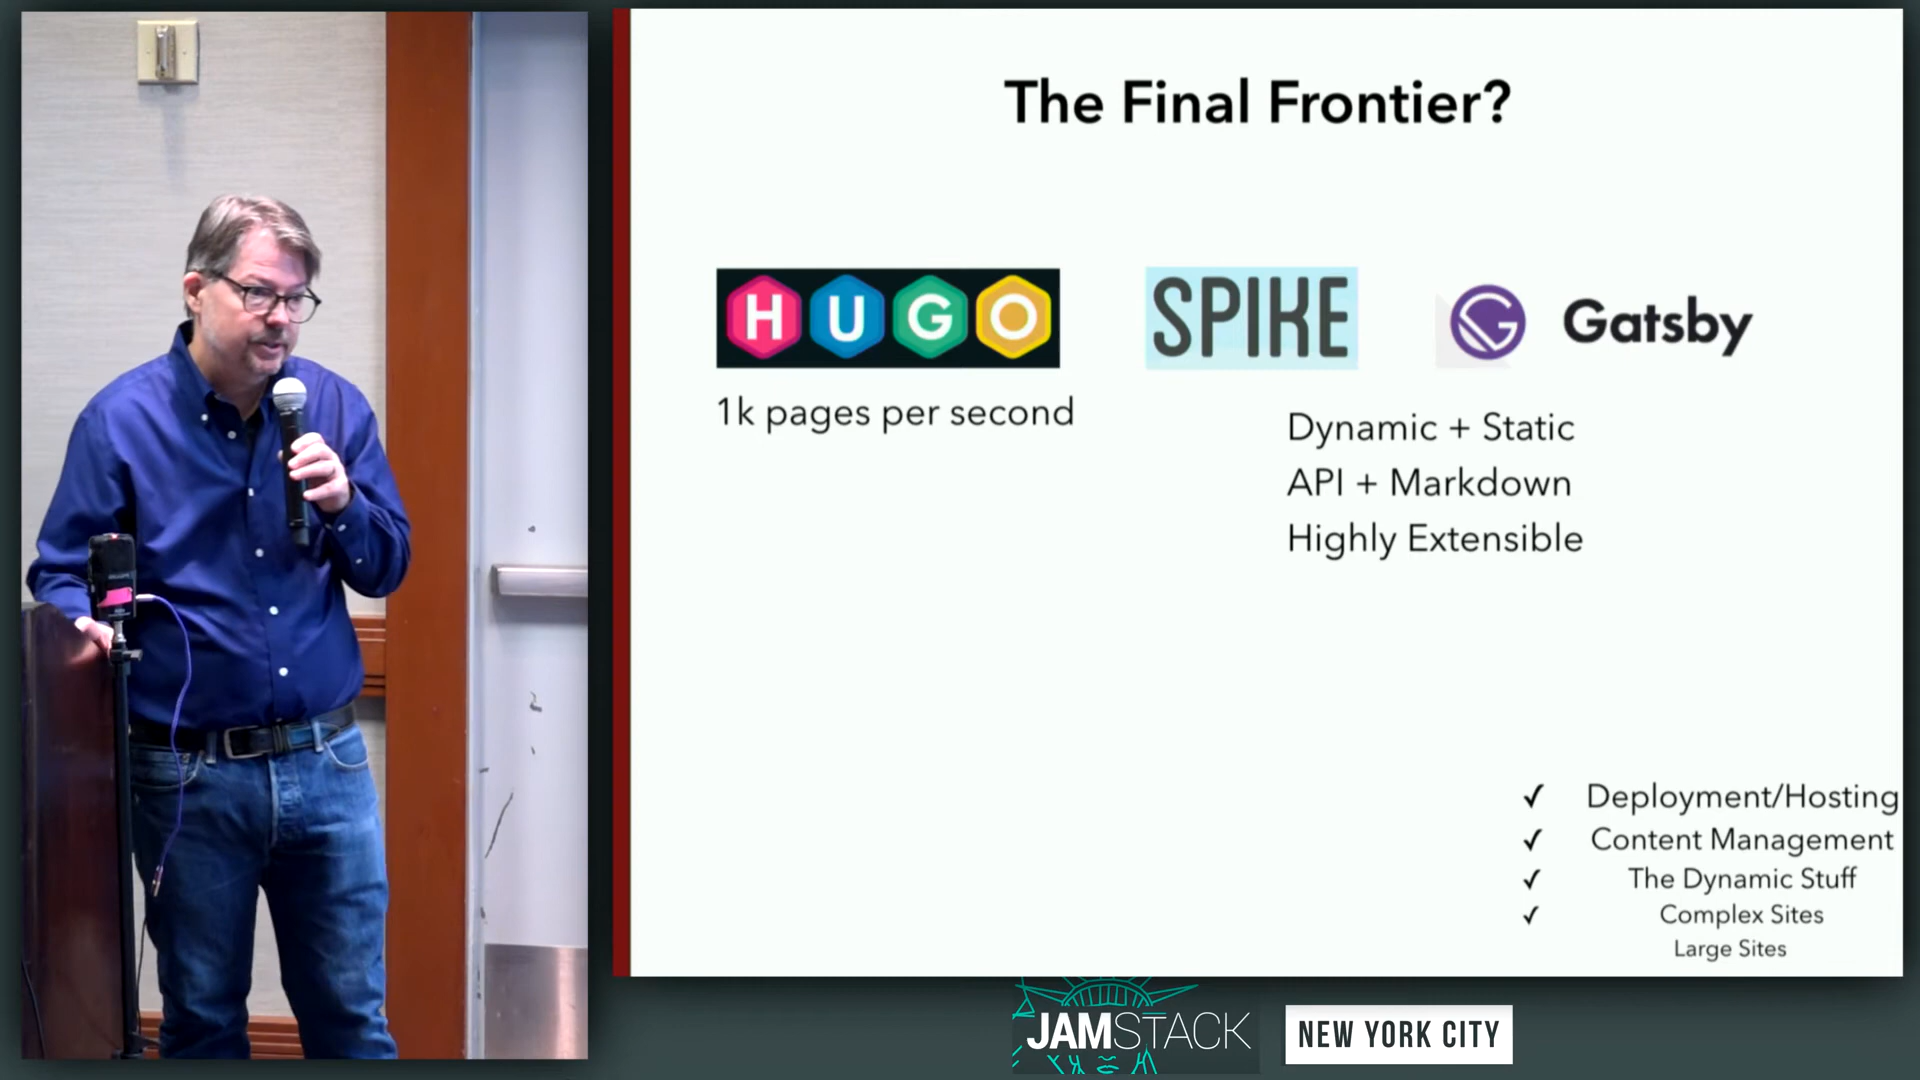 The Final Frontier?
HUGO
SPIKE
Gatsby
1k pages per second
Dynamic + Static
API + Markdown
Highly Extensible
✓ Deployment/Hosting
✓ Content Management
✓ The Dynamic Stuff
✓ Complex Sites
Large Sites
JAMSTACK
NEW YORK CITY